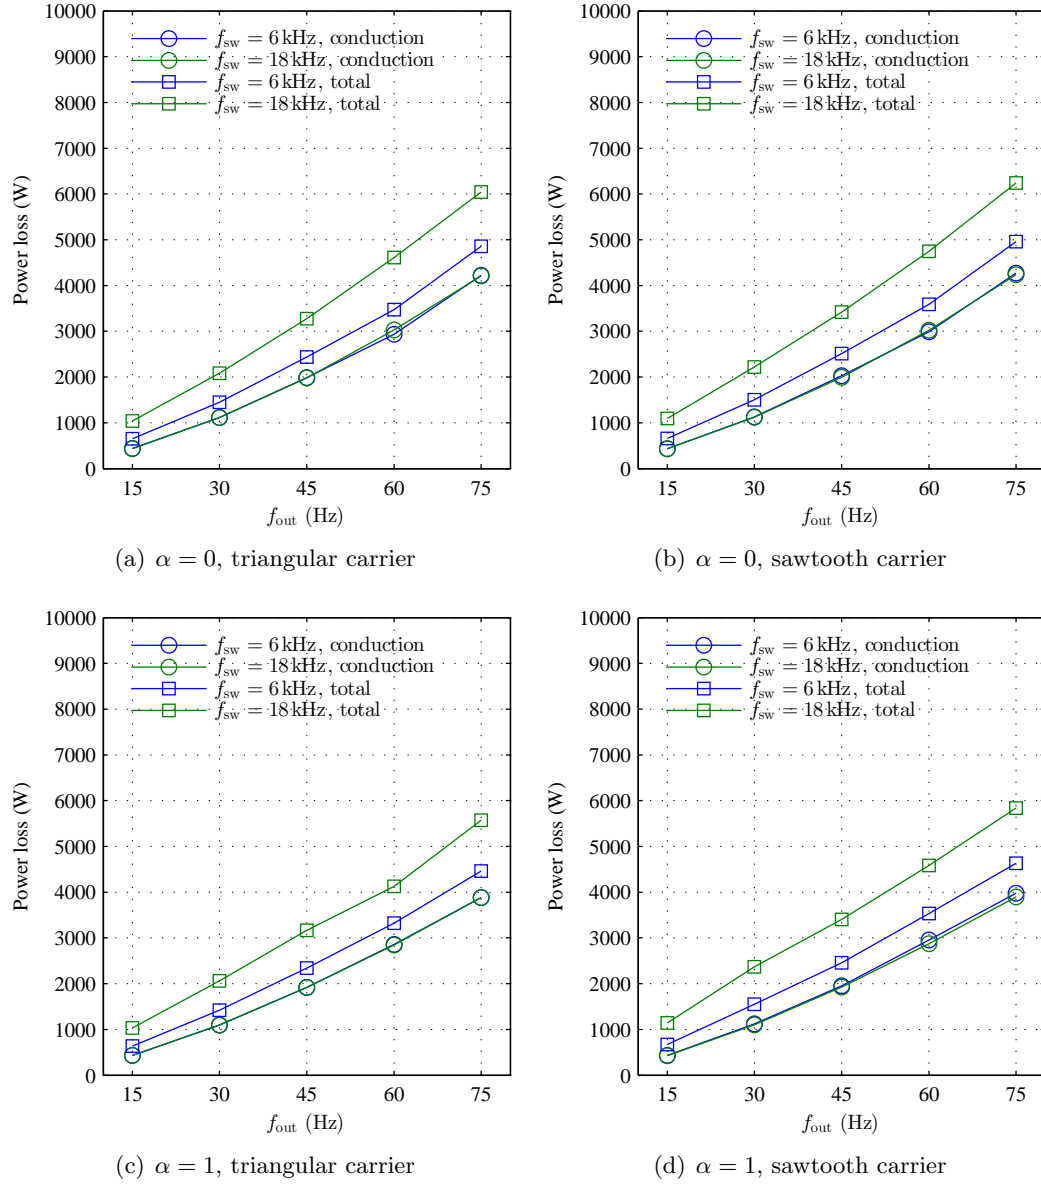 10000
9000
8000
7000
6000
5000
4000
3000
2000
1000
0
Power loss (W)
f_sw = 6 kHz, conduction
f_sw = 18 kHz, conduction
f_sw = 6 kHz, total
f_sw = 18 kHz, total
15 30 45 60 75
f_out (Hz)
(a) α = 0, triangular carrier
10000
9000
8000
7000
6000
5000
4000
3000
2000
1000
0
Power loss (W)
f_sw = 6 kHz, conduction
f_sw = 18 kHz, conduction
f_sw = 6 kHz, total
f_sw = 18 kHz, total
15 30 45 60 75
f_out (Hz)
(b) α = 0, sawtooth carrier
10000
9000
8000
7000
6000
5000
4000
3000
2000
1000
0
Power loss (W)
f_sw = 6 kHz, conduction
f_sw = 18 kHz, conduction
f_sw = 6 kHz, total
f_sw = 18 kHz, total
15 30 45 60 75
f_out (Hz)
(c) α = 1, triangular carrier
10000
9000
8000
7000
6000
5000
4000
3000
2000
1000
0
Power loss (W)
f_sw = 6 kHz, conduction
f_sw = 18 kHz, conduction
f_sw = 6 kHz, total
f_sw = 18 kHz, total
15 30 45 60 75
f_out (Hz)
(d) α = 1, sawtooth carrier